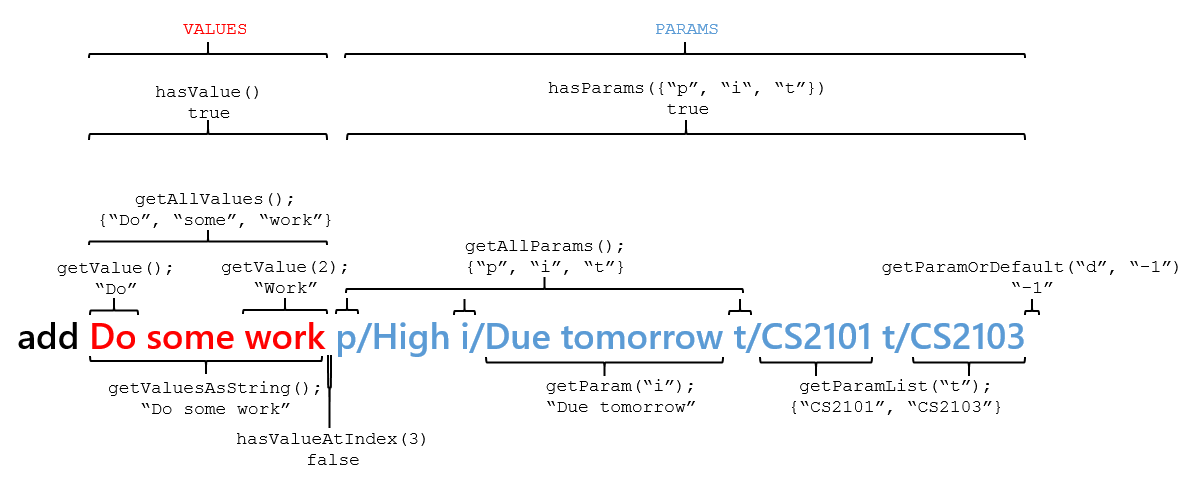 VALUES
PARAMS
hasValue()
true
hasParams({“p”, “i“, “t”})
true
getAllValues();
{“Do”, “some”, “work”}
getAllParams();
{“p”, “i”, “t”}
getValue();
“Do”
getValue(2);
“Work”
getParamOrDefault(“d”, “-1”)
“-1”
add Do some work p/High i/Due tomorrow t/CS2101 t/CS2103
getValuesAsString();
“Do some work”
getParam(“i”);
“Due tomorrow”
getParamList(“t”);
{“CS2101”, “CS2103”}
hasValueAtIndex(3)
false